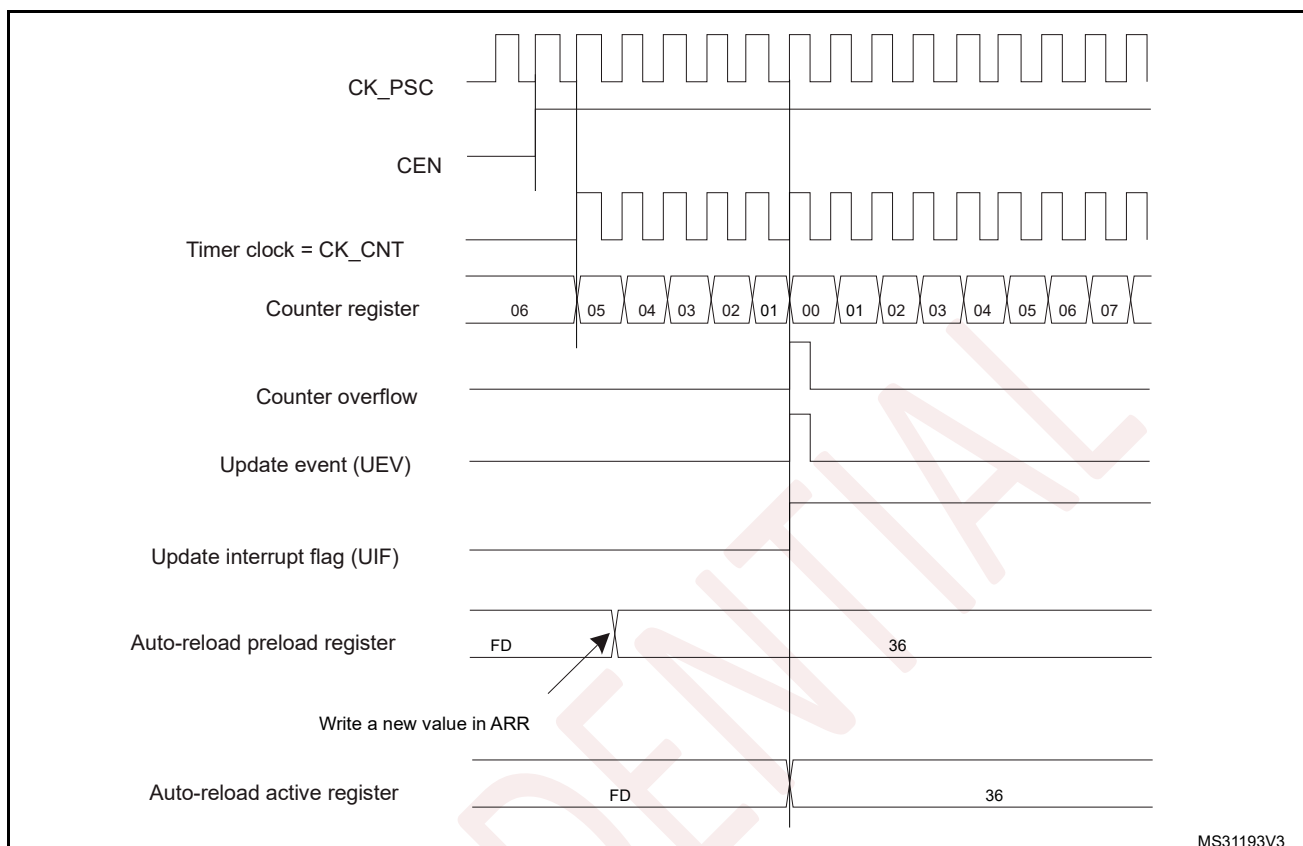 CK_PSC
CEN
Timer clock = CK_CNT
Counter register
06 05 04 03 02 01 00 01 02 03 04 05 06 07
Counter overflow
Update event (UEV)
Update interrupt flag (UIF)
Auto-reload preload register
FD 36
Write a new value in ARR
Auto-reload active register
FD 36
MS31193V3
DENTIAL